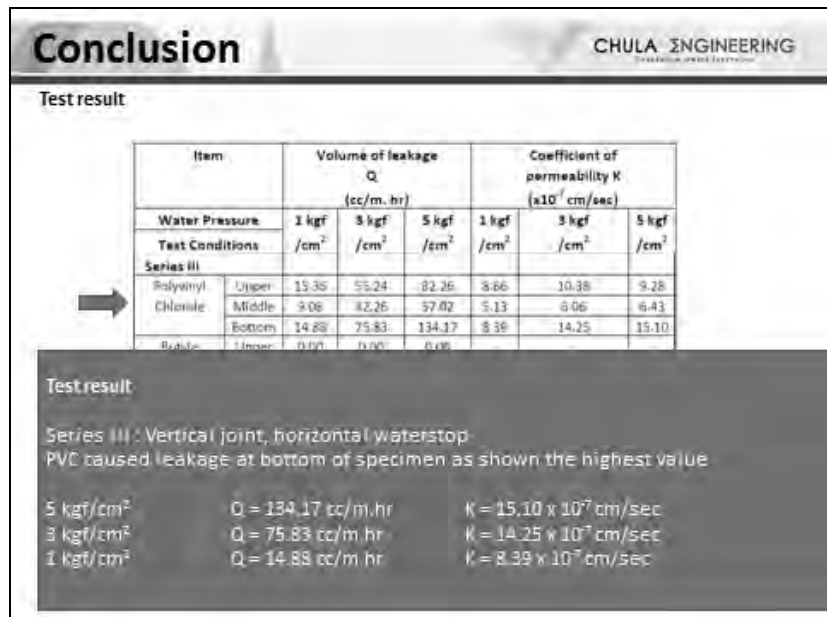 Conclusion
CHULA ΣNGINEERING
Test result
Item Volume of leakage Q (cc/m. hr) Coefficient of permeability K (x10⁻⁷ cm/sec)
Water Pressure 1 kgf 3 kgf 5 kgf 1 kgf 3 kgf 5 kgf
Test Conditions /cm² /cm² /cm² /cm² /cm² /cm²
Series III
Polyvinyl Upper 15.36 55.24 82.26 8.66 10.38 9.28
Chloride Middle 9.08 57.02 5.13 6.43
Bottom 14.88 75.83 134.17 8.39 14.25 15.10
Upper 0.00 0.00 0.00
Test result
Series III : Vertical joint, horizontal waterstop
PVC caused leakage at bottom of specimen as shown the highest value
5 kgf/cm² Q = 134.17 cc/m.hr K = 15.10 x 10⁻⁷ cm/sec
3 kgf/cm² Q = 75.83 cc/m hr K = 14.25 x 10⁻⁷ cm/sec
1 kgf/cm² Q = 14.88 cc/m hr K = 8.39 x 10⁻⁷ cm/sec